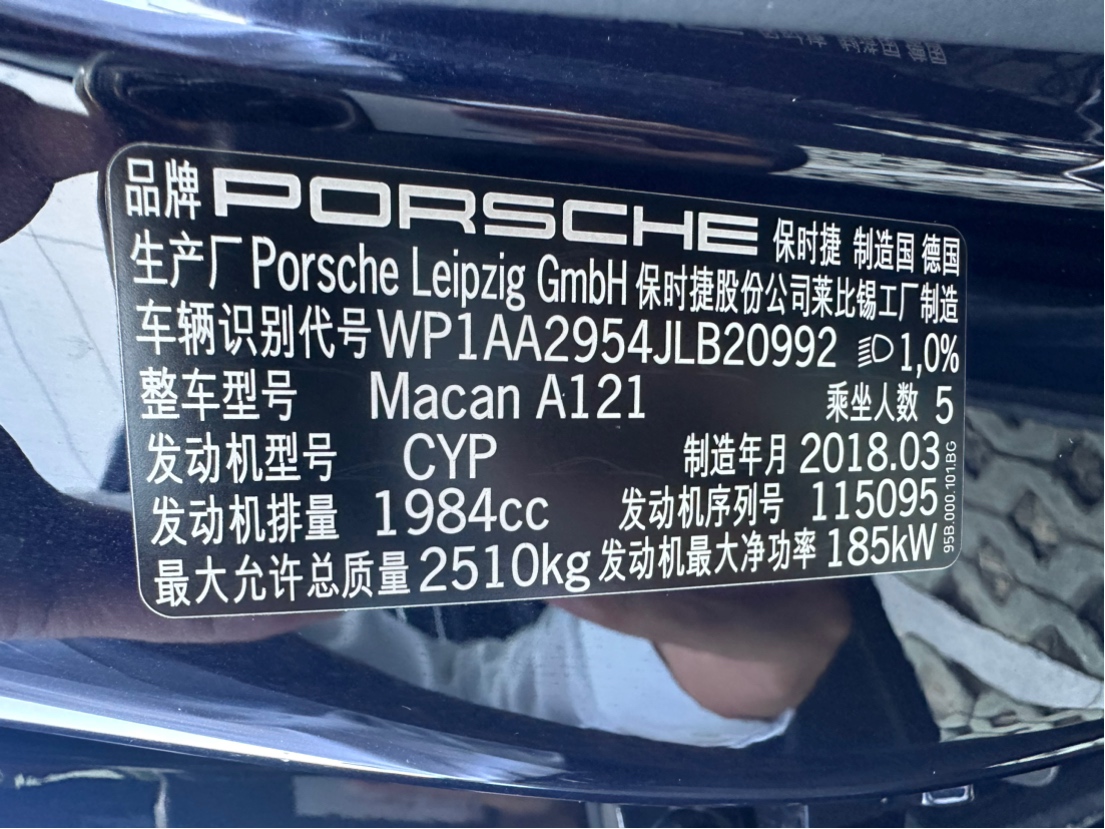 品牌 PORSCHE 保时捷 制造国 德国
生产厂 Porsche Leipzig GmbH 保时捷股份公司莱比锡工厂制造
车辆识别代号 WP1AA2954JLB20992 1,0%
整车型号 Macan A121 乘坐人数 5
发动机型号 CYP 制造年月 2018.03
发动机排量 1984cc 发动机序列号 115095
最大允许总质量 2510kg 发动机最大净功率 185kW
95B.000.101.BG